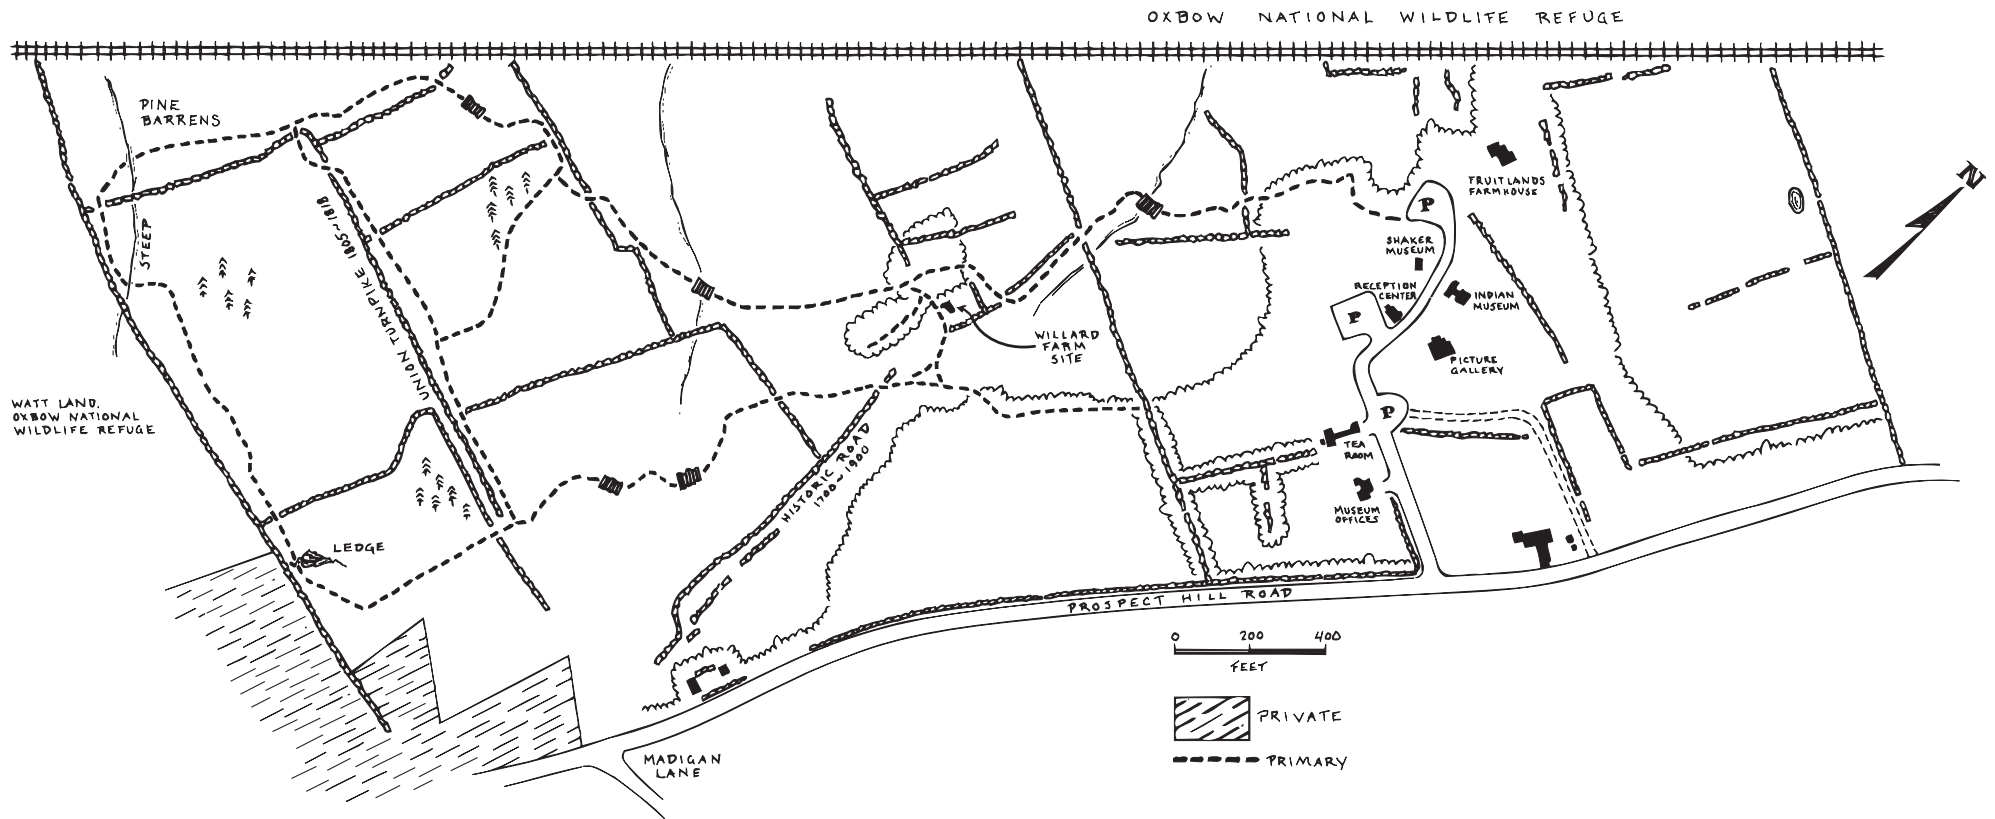 OXBOW NATIONAL WILDLIFE REFUGE
PINE
BARRENS
N
FRUITLANDS
FARMHOUSE
P
STEEP
UNION TURNPIKE 1805-1818
SHAKER
MUSEUM
RECEPTION
CENTER
INDIAN
MUSEUM
P
WILLARD
FARM
SITE
PICTURE
GALLERY
WATT LAND,
OXBOW NATIONAL
WILDLIFE REFUGE
P
TEA
ROOM
HISTORIC ROAD
1700-1900
MUSEUM
OFFICES
LEDGE
PROSPECT HILL ROAD
0 200 400
FEET
PRIVATE
MADIGAN
LANE
PRIMARY